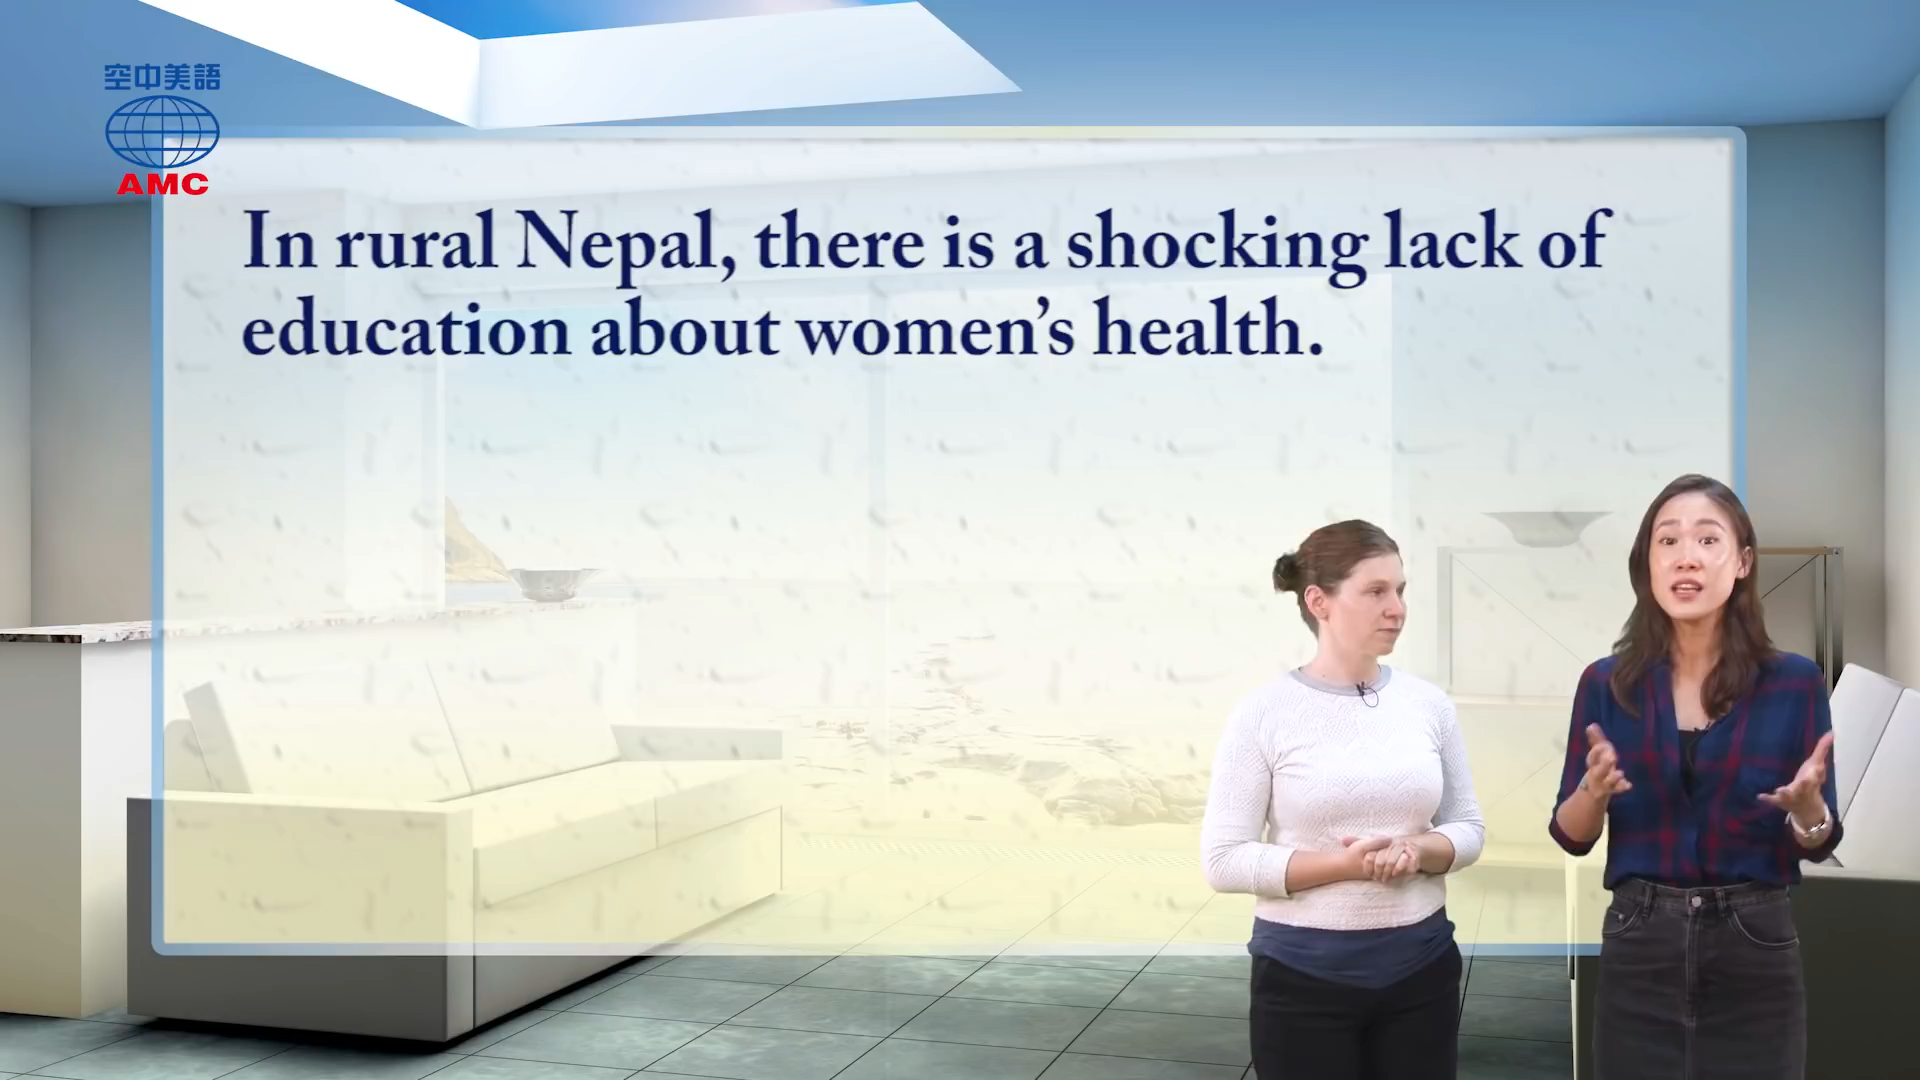 空中美語
AMC
In rural Nepal, there is a shocking lack of
education about women’s health.